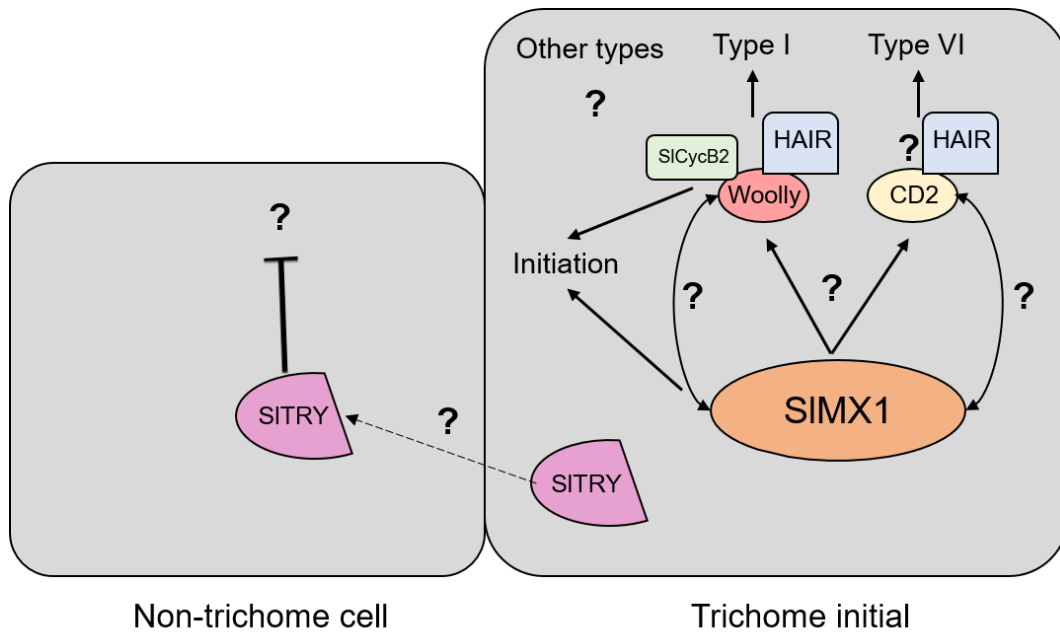 Other types
Type I
Type VI
?
SlCycB2
HAIR
Woolly
?
HAIR
CD2
?
Initiation
?
?
?
SlMX1
SlTRY
?
SlTRY
Non-trichome cell
Trichome initial